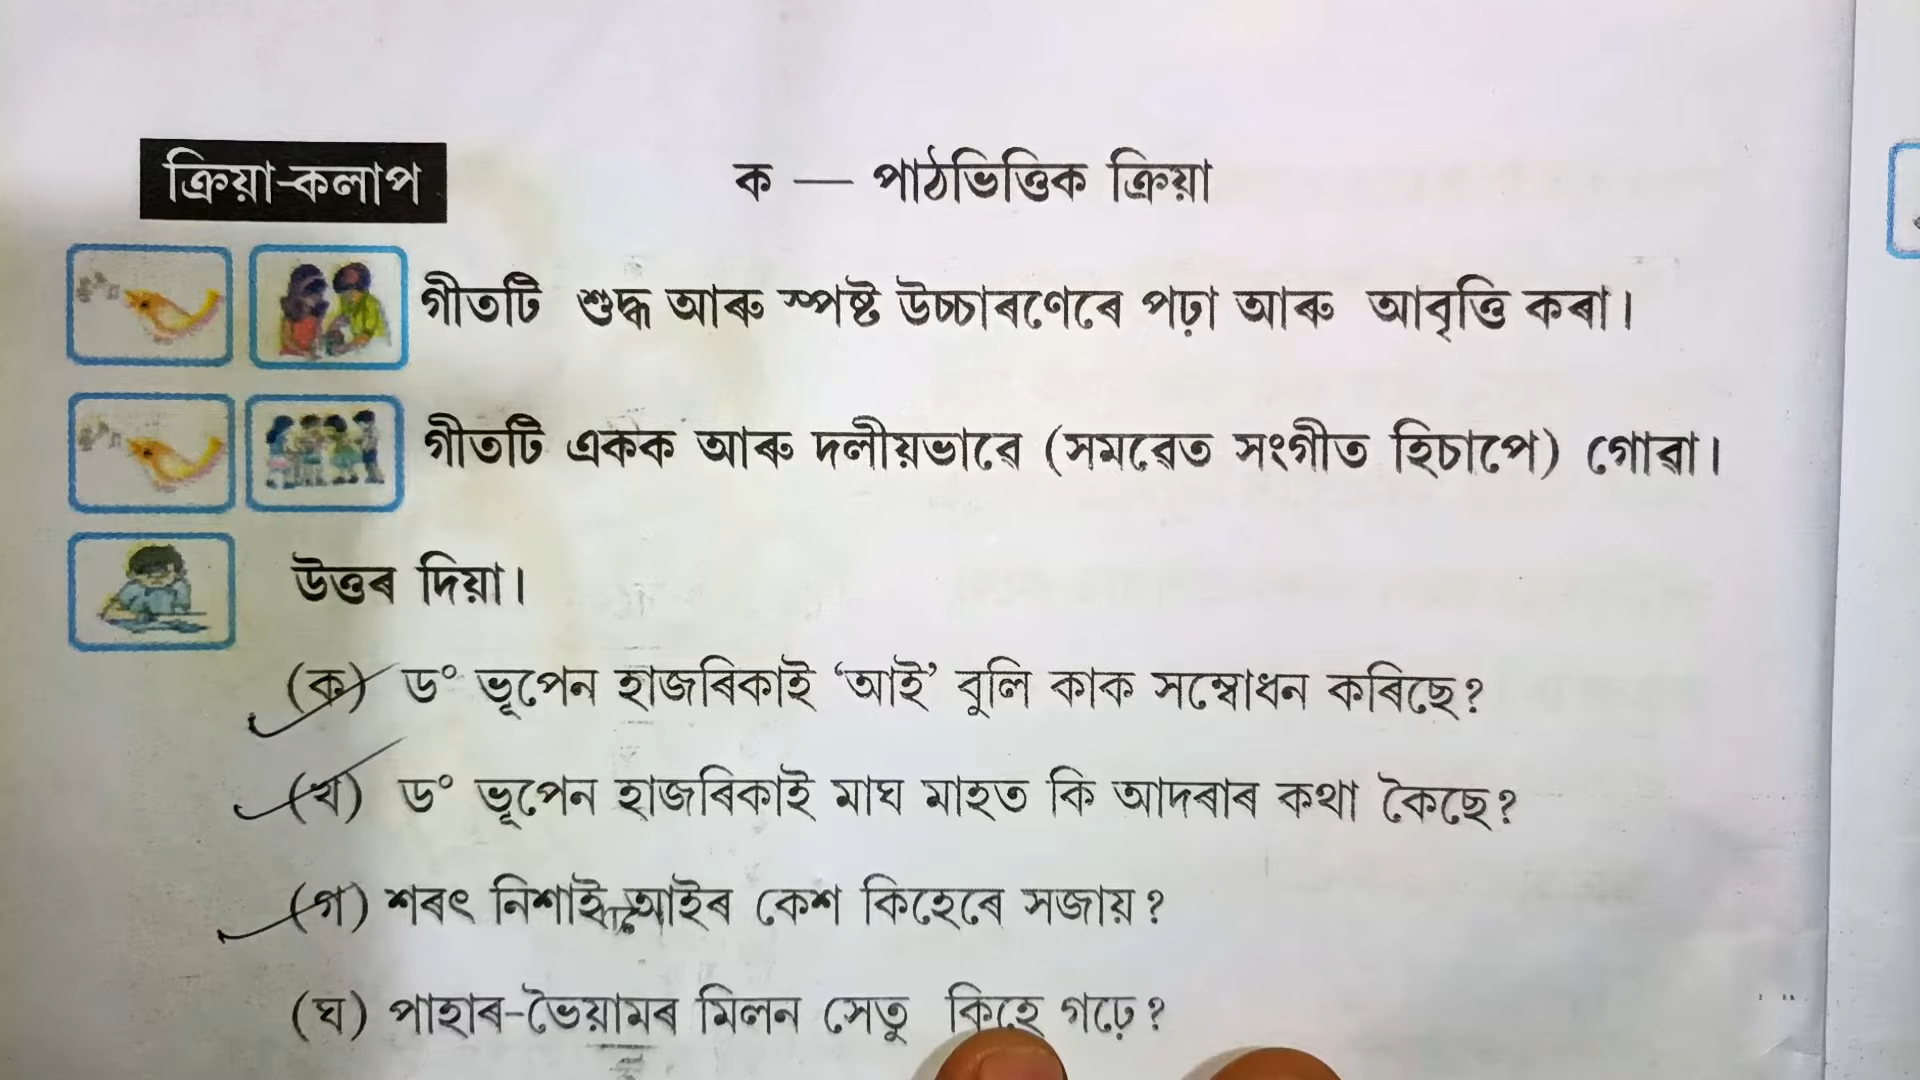 ক্ৰিয়া-কলাপ
ক — পাঠভিত্তিক ক্ৰিয়া
গীতটি শুদ্ধ আৰু স্পষ্ট উচ্চাৰণেৰে পঢ়া আৰু আবৃত্তি কৰা।
গীতটি একক আৰু দলীয়ভাৱে (সমৱেত সংগীত হিচাপে) গোৱা।
উত্তৰ দিয়া।
(ক) ড° ভূপেন হাজৰিকাই ‘আই’ বুলি কাক সম্বোধন কৰিছে?
(খ) ড° ভূপেন হাজৰিকাই মাঘ মাহত কি আদৰাৰ কথা কৈছে?
(গ) শৰৎ নিশাই আইৰ কেশ কিহেৰে সজায়?
(ঘ) পাহাৰ-ভৈয়ামৰ মিলন সেতু কিহে গঢ়ে?